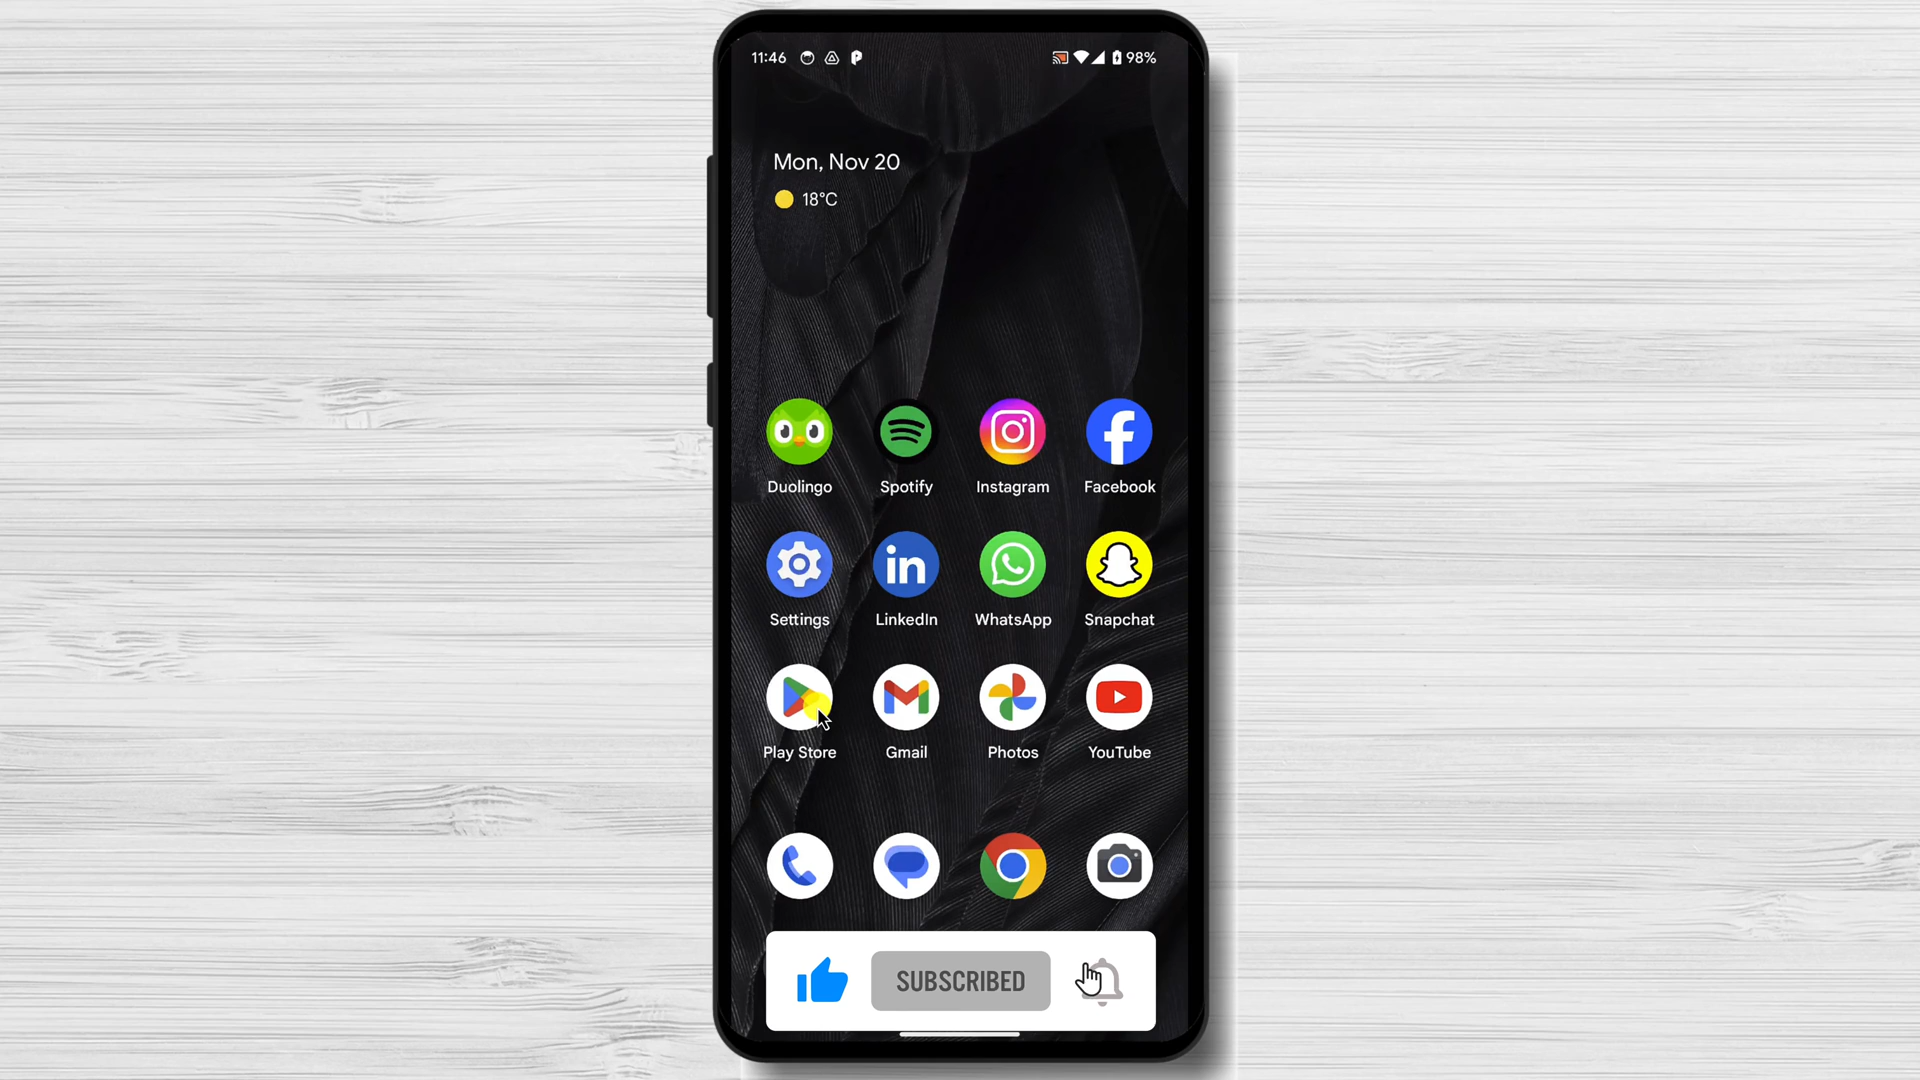 11:46
98%
Mon, Nov 20
18°C
Duolingo Spotify Instagram Facebook
in
Settings LinkedIn WhatsApp Snapchat
Play Store Gmail Photos YouTube
SUBSCRIBED